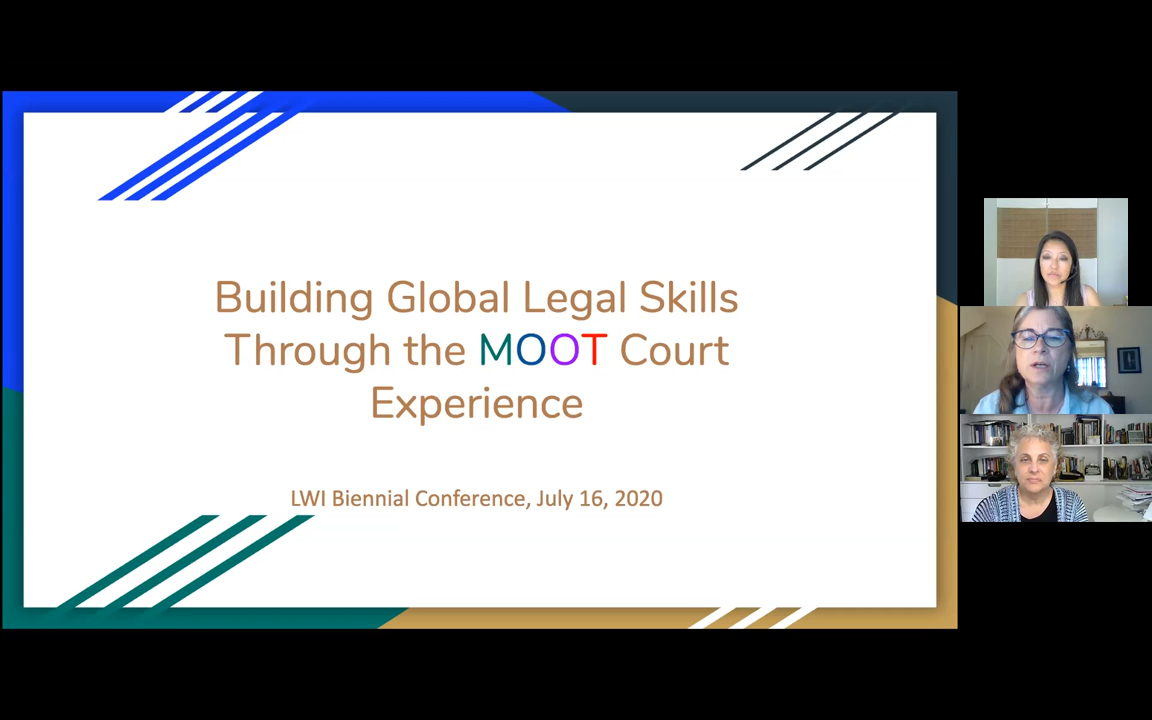 Building Global Legal Skills
Through the MOOT Court
Experience
LWI Biennial Conference, July 16, 2020